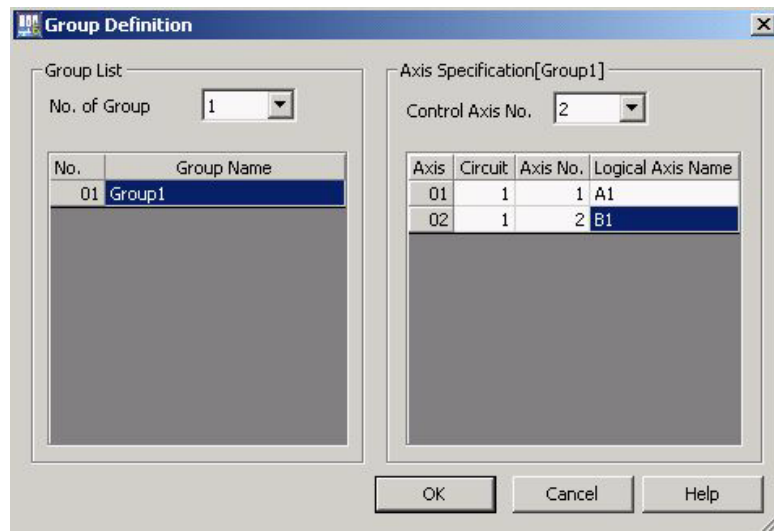 Group Definition
Group List
No. of Group 1
No. Group Name
01 Group1
Axis Specification[Group1]
Control Axis No. 2
Axis Circuit Axis No. Logical Axis Name
01 1 1 A1
02 1 2 B1
OK Cancel Help